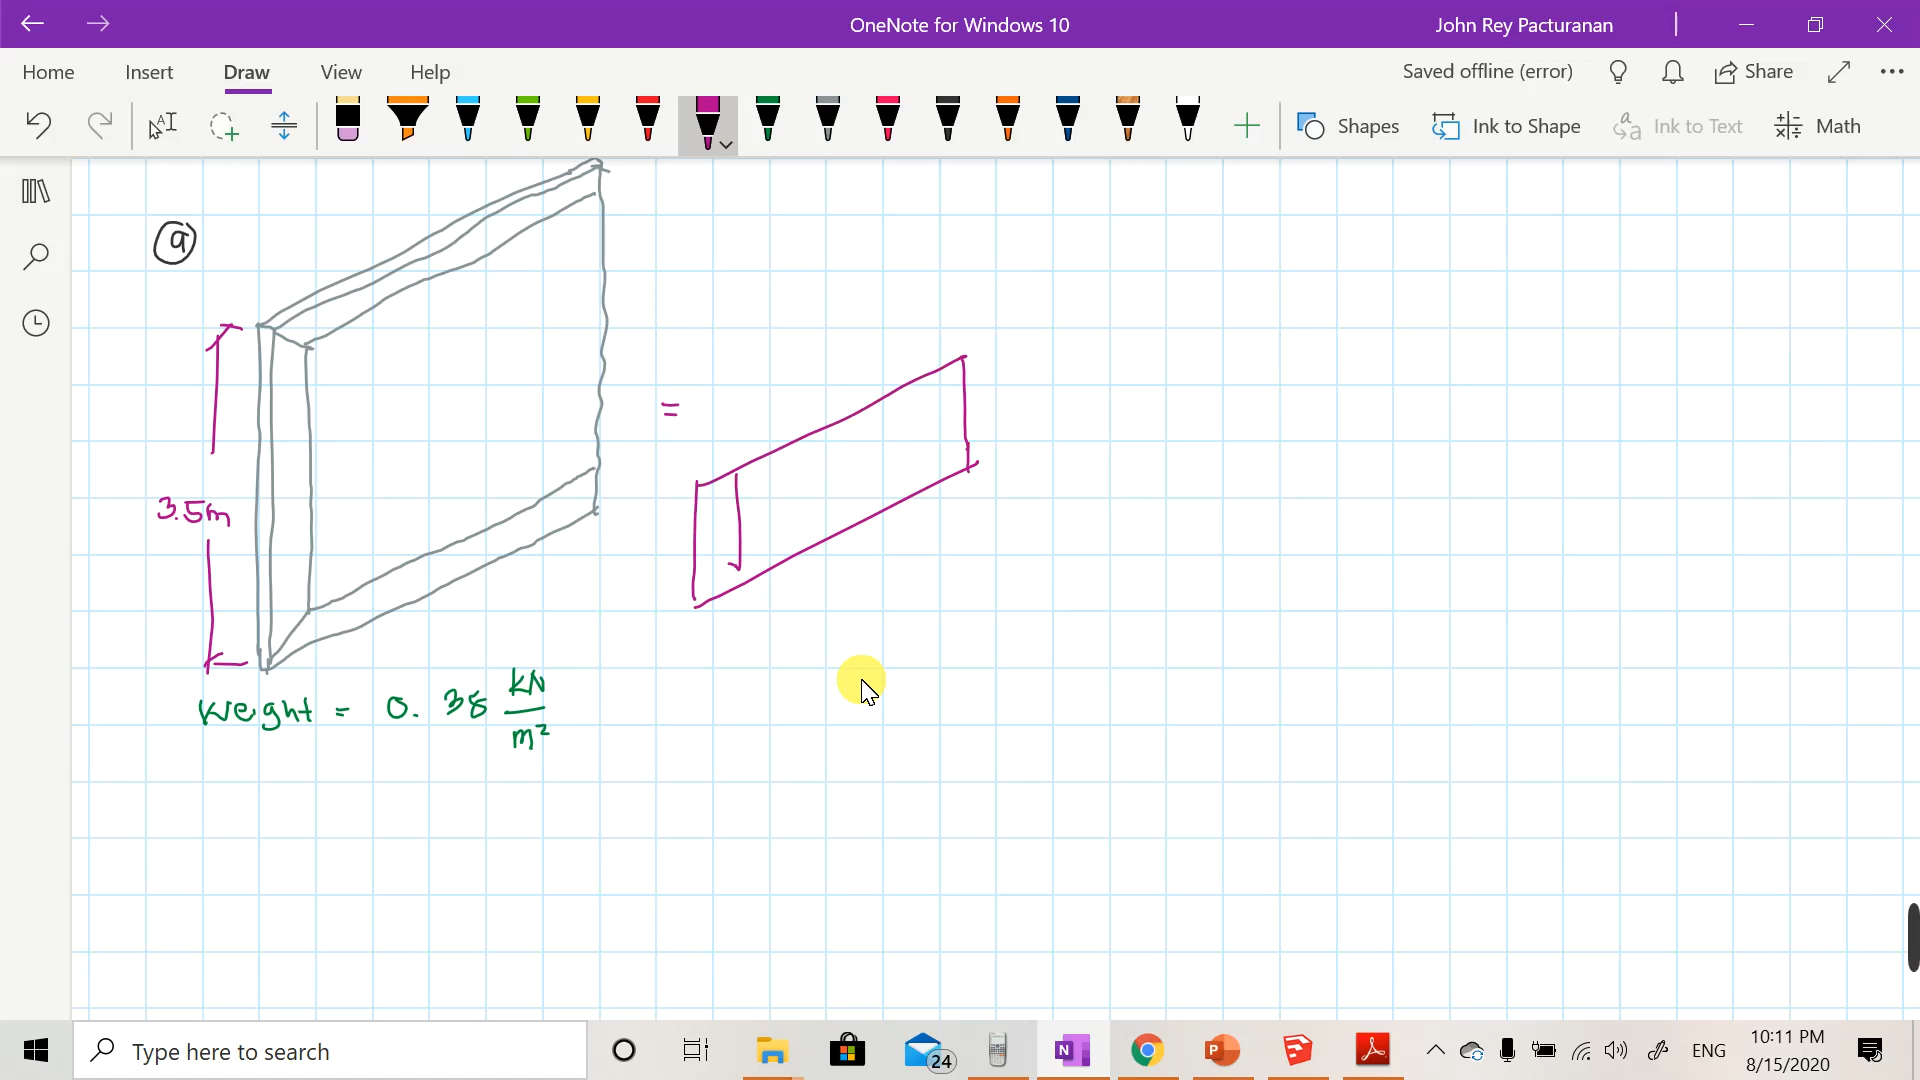 OneNote for Windows 10
John Rey Pacturanan
Home Insert Draw View Help
Saved offline (error)
Share
Shapes
Ink to Shape
Ink to Text
Math
a
3.5m
=
Weight = 0.38 kN/m²
Type here to search
24
ENG
10:11 PM
8/15/2020